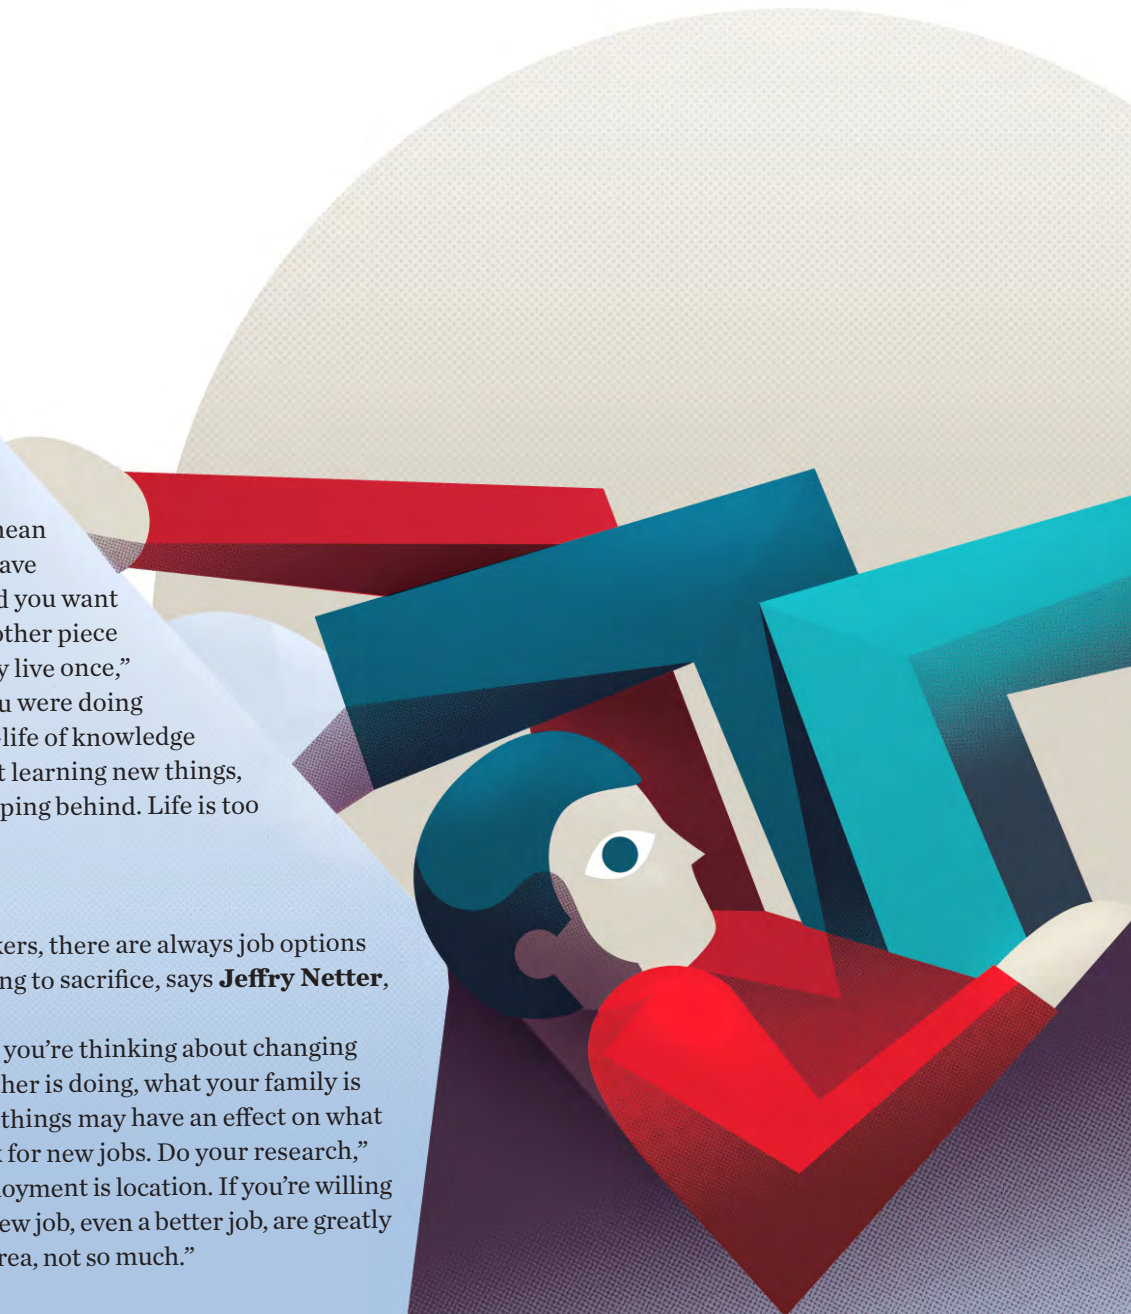 nean
ave
d you want
other piece
y live once,”
u were doing
-life of knowledge
t learning new things,
ping behind. Life is too
kers, there are always job options
ng to sacrifice, says Jeffry Netter,
you’re thinking about changing
ther is doing, what your family is
things may have an effect on what
k for new jobs. Do your research,”
loyment is location. If you’re willing
ew job, even a better job, are greatly
rea, not so much.”